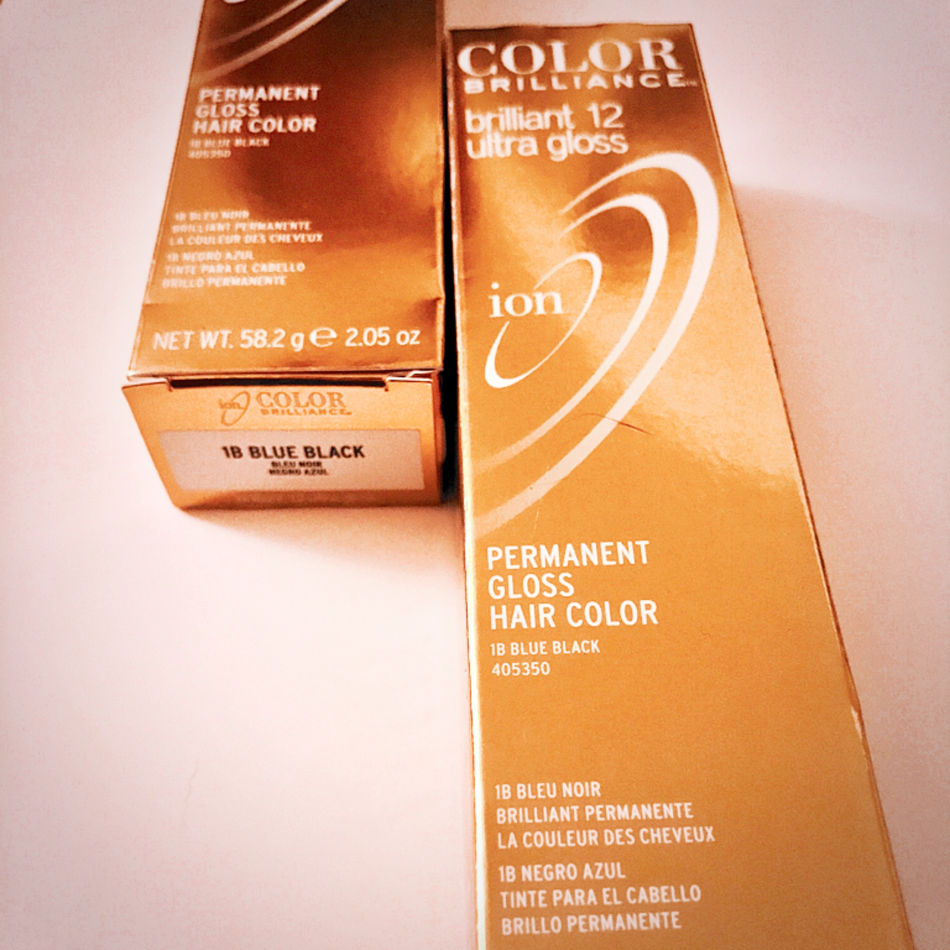 PERMANENT
GLOSS
HAIR COLOR
1B BLUE BLACK
405350
1B BLEU NOIR
BRILLIANT PERMANENTE
LA COULEUR DES CHEVEUX
1B NEGRO AZUL
TINTE PARA EL CABELLO
BRILLO PERMANENTE
NET WT. 58.2 g ℮ 2.05 oz
ion COLOR
BRILLIANCE
1B BLUE BLACK
BLEU NOIR
NEGRO AZUL
COLOR
BRILLIANCE™
brilliant 12
ultra gloss
ion
PERMANENT
GLOSS
HAIR COLOR
1B BLUE BLACK
405350
1B BLEU NOIR
BRILLIANT PERMANENTE
LA COULEUR DES CHEVEUX
1B NEGRO AZUL
TINTE PARA EL CABELLO
BRILLO PERMANENTE